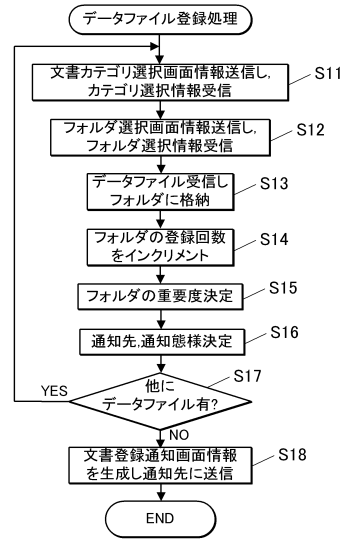 データファイル登録処理
文書カテゴリ選択画面情報送信し,
カテゴリ選択情報受信
S11
フォルダ選択画面情報送信し,
フォルダ選択情報受信
S12
データファイル受信し
フォルダに格納
S13
フォルダの登録回数
をインクリメント
S14
フォルダの重要度決定
S15
通知先,通知態様決定
S16
他に
データファイル有?
S17
YES
NO
文書登録通知画面情報
を生成し通知先に送信
S18
END